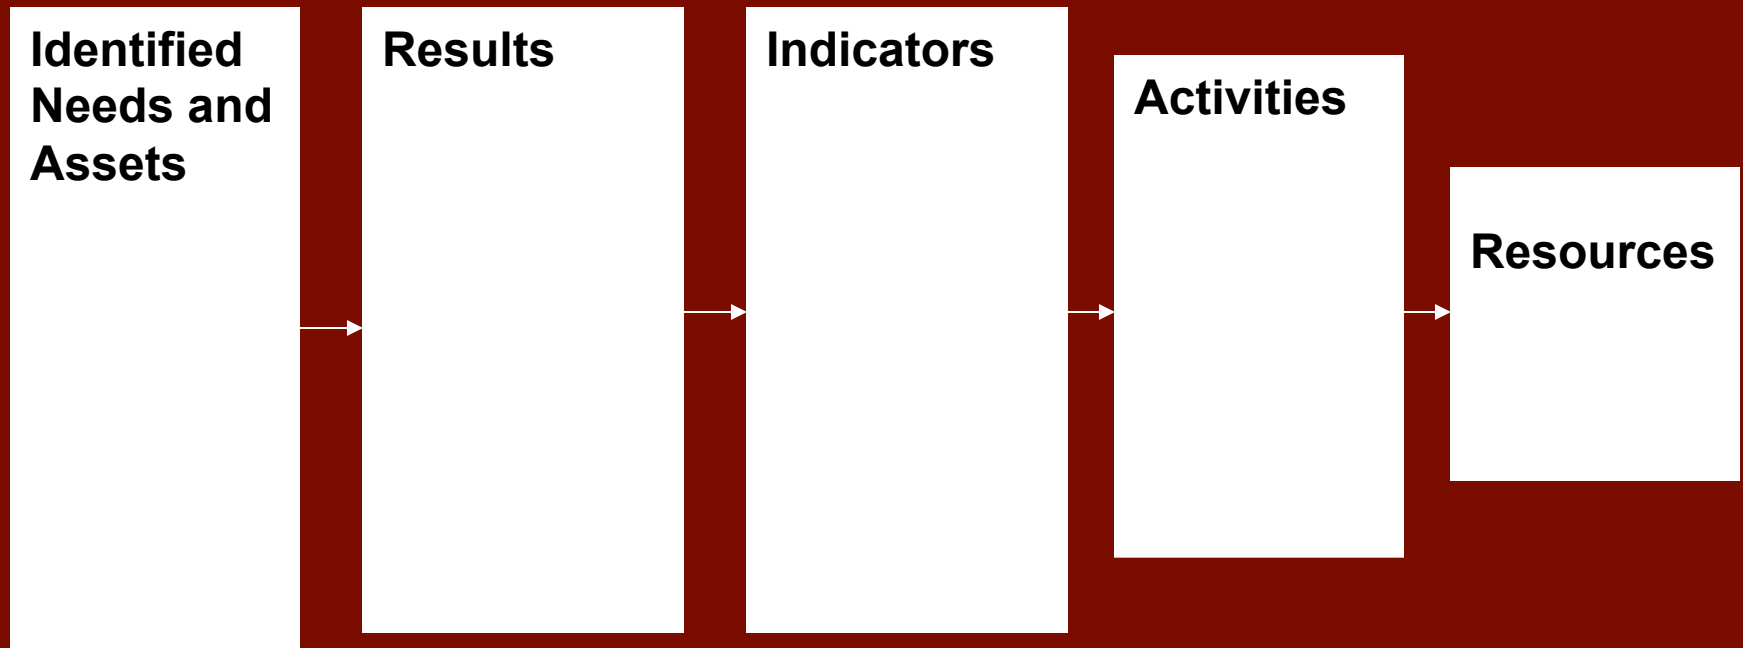 Identified
Needs and
Assets
Results
Indicators
Activities
Resources